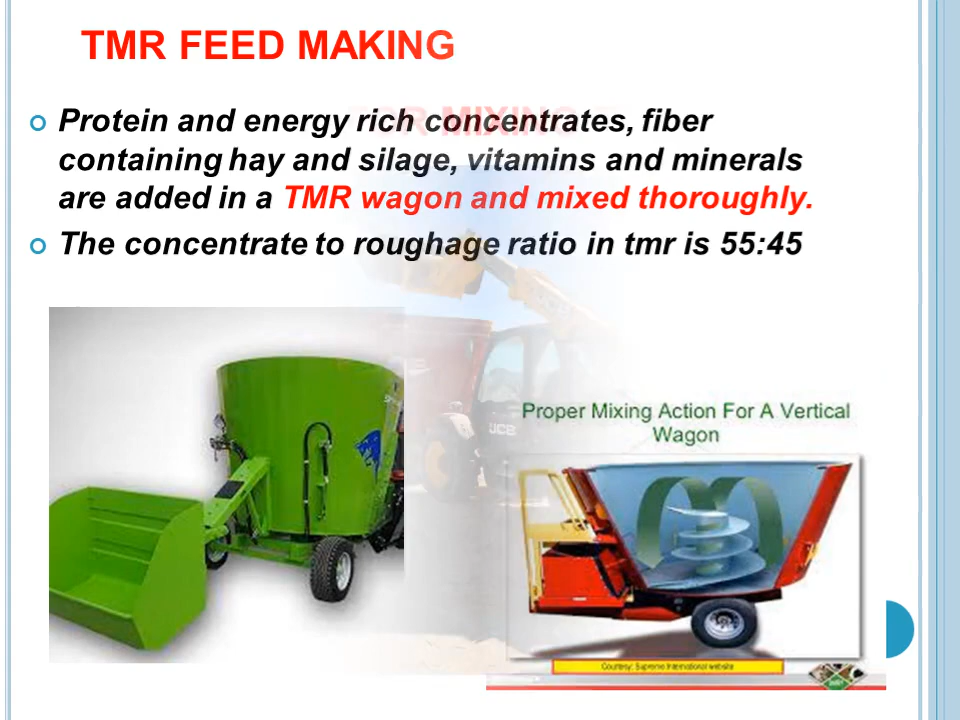 TMR FEED MAKING
MIXING
Protein and energy rich concentrates, fiber
containing hay and silage, vitamins and minerals
are added in a TMR wagon and mixed thoroughly.
The concentrate to roughage ratio in tmr is 55:45
JCB
Proper Mixing Action For A Vertical
Wagon
Courtesy: Supreme International website